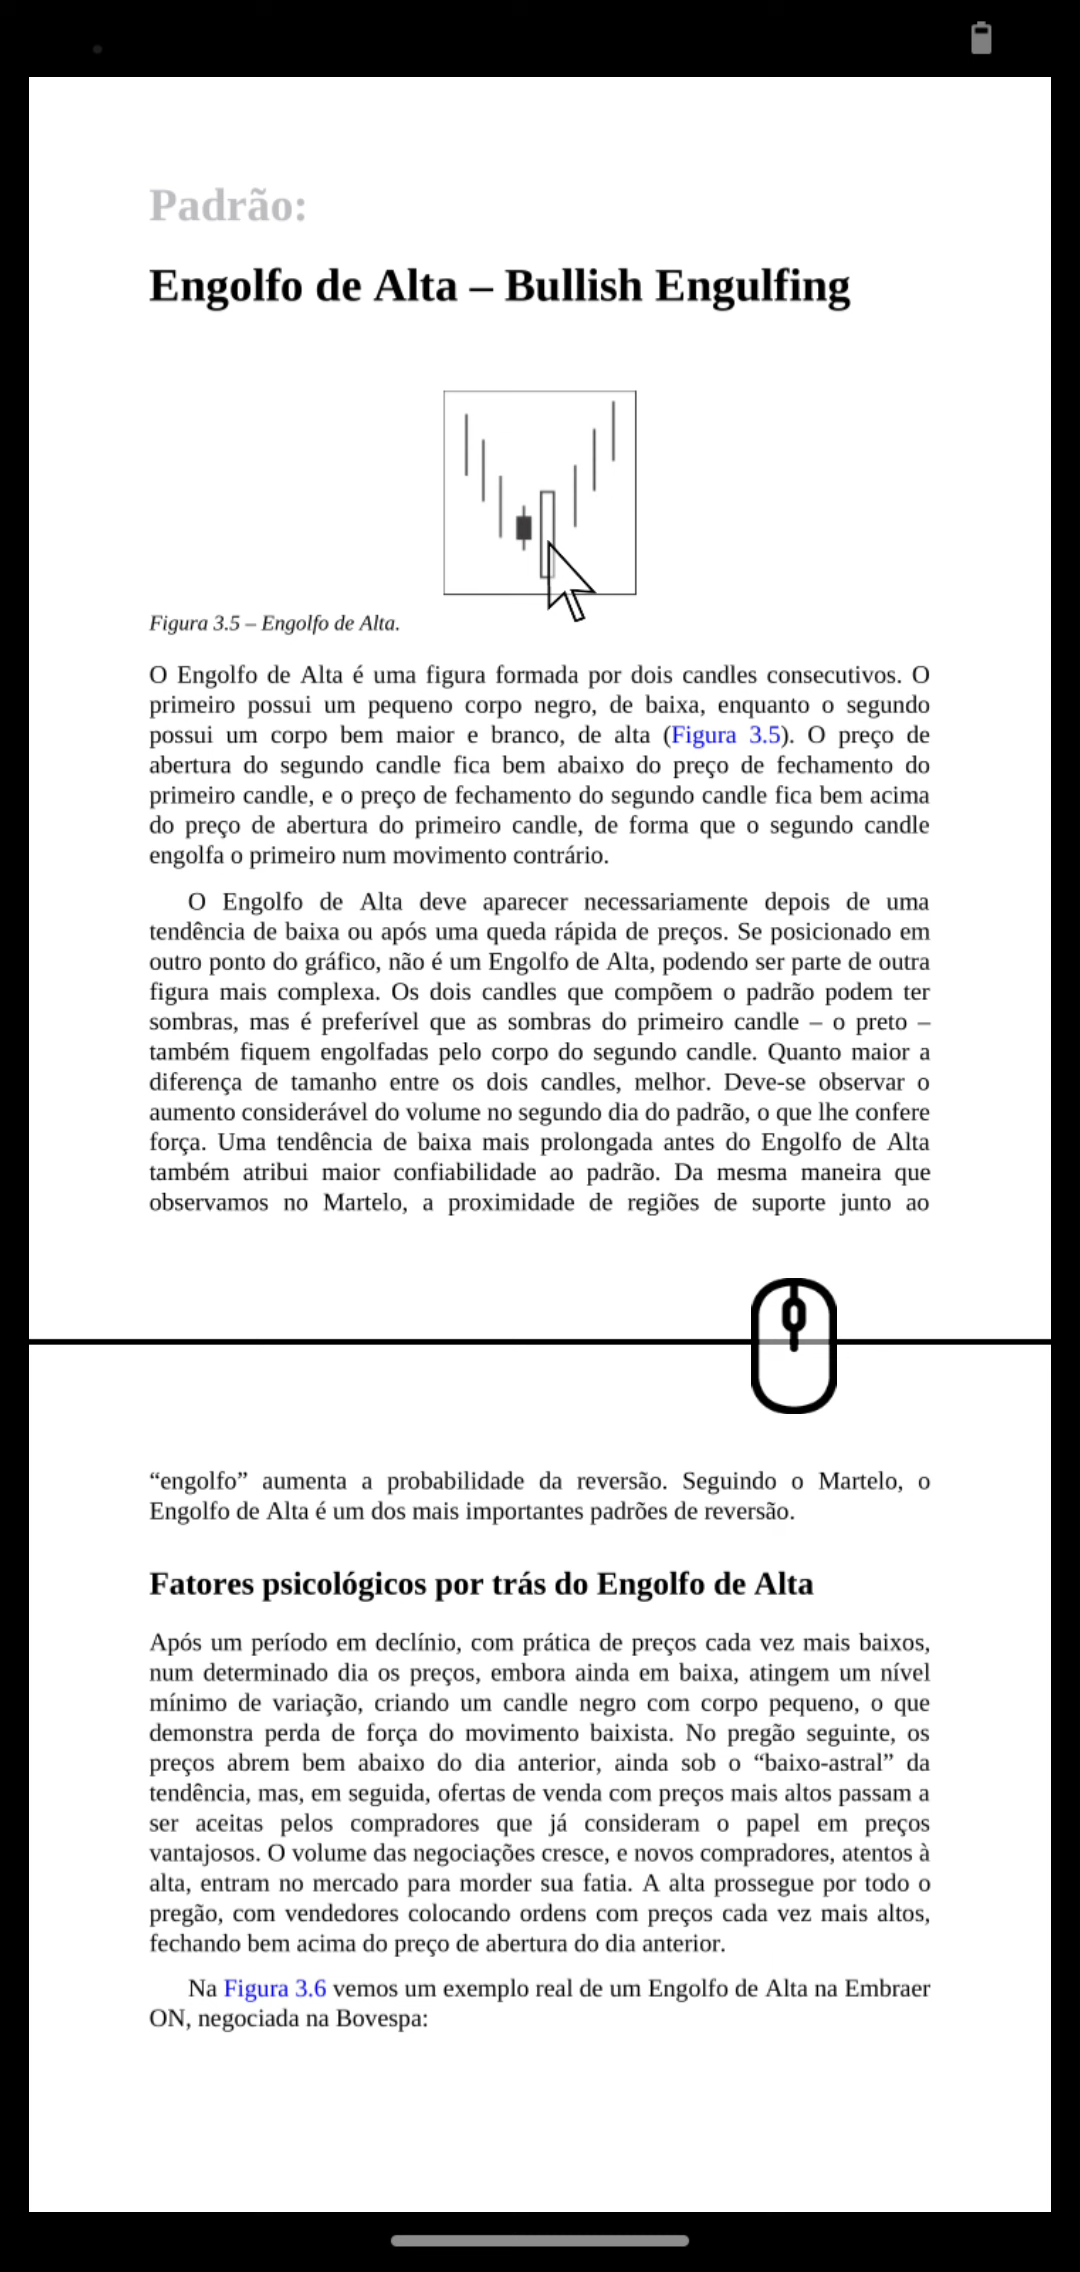 Padrão:
Engolfo de Alta – Bullish Engulfing
Figura 3.5 – Engolfo de Alta.
O Engolfo de Alta é uma figura formada por dois candles consecutivos. O
primeiro possui um pequeno corpo negro, de baixa, enquanto o segundo
possui um corpo bem maior e branco, de alta (Figura 3.5). O preço de
abertura do segundo candle fica bem abaixo do preço de fechamento do
primeiro candle, e o preço de fechamento do segundo candle fica bem acima
do preço de abertura do primeiro candle, de forma que o segundo candle
engolfa o primeiro num movimento contrário.
O Engolfo de Alta deve aparecer necessariamente depois de uma
tendência de baixa ou após uma queda rápida de preços. Se posicionado em
outro ponto do gráfico, não é um Engolfo de Alta, podendo ser parte de outra
figura mais complexa. Os dois candles que compõem o padrão podem ter
sombras, mas é preferível que as sombras do primeiro candle – o preto –
também fiquem engolfadas pelo corpo do segundo candle. Quanto maior a
diferença de tamanho entre os dois candles, melhor. Deve-se observar o
aumento considerável do volume no segundo dia do padrão, o que lhe confere
força. Uma tendência de baixa mais prolongada antes do Engolfo de Alta
também atribui maior confiabilidade ao padrão. Da mesma maneira que
observamos no Martelo, a proximidade de regiões de suporte junto ao
“engolfo” aumenta a probabilidade da reversão. Seguindo o Martelo, o
Engolfo de Alta é um dos mais importantes padrões de reversão.
Fatores psicológicos por trás do Engolfo de Alta
Após um período em declínio, com prática de preços cada vez mais baixos,
num determinado dia os preços, embora ainda em baixa, atingem um nível
mínimo de variação, criando um candle negro com corpo pequeno, o que
demonstra perda de força do movimento baixista. No pregão seguinte, os
preços abrem bem abaixo do dia anterior, ainda sob o “baixo-astral” da
tendência, mas, em seguida, ofertas de venda com preços mais altos passam a
ser aceitas pelos compradores que já consideram o papel em preços
vantajosos. O volume das negociações cresce, e novos compradores, atentos à
alta, entram no mercado para morder sua fatia. A alta prossegue por todo o
pregão, com vendedores colocando ordens com preços cada vez mais altos,
fechando bem acima do preço de abertura do dia anterior.
Na Figura 3.6 vemos um exemplo real de um Engolfo de Alta na Embraer
ON, negociada na Bovespa: